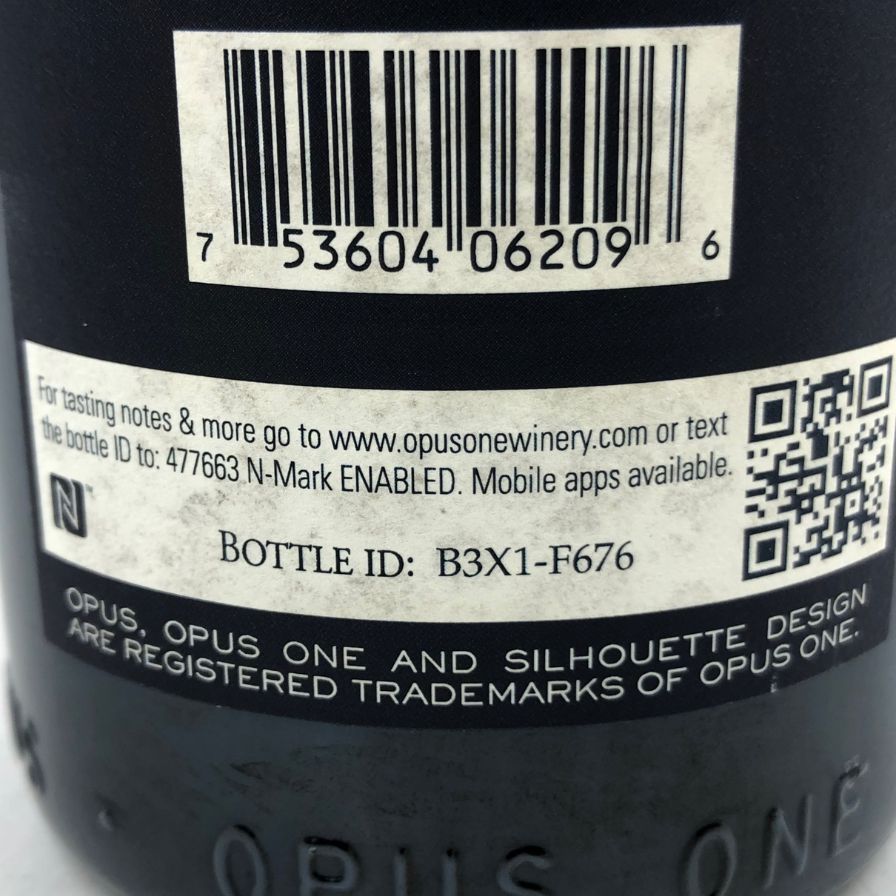 7 53604 06209 6
For tasting notes & more go to www.opusonewinery.com or text
the bottle ID to: 477663 N-Mark ENABLED. Mobile apps available.
N™
BOTTLE ID: B3X1-F676
OPUS, OPUS ONE AND SILHOUETTE DESIGN
ARE REGISTERED TRADEMARKS OF OPUS ONE.
OPUS ONE